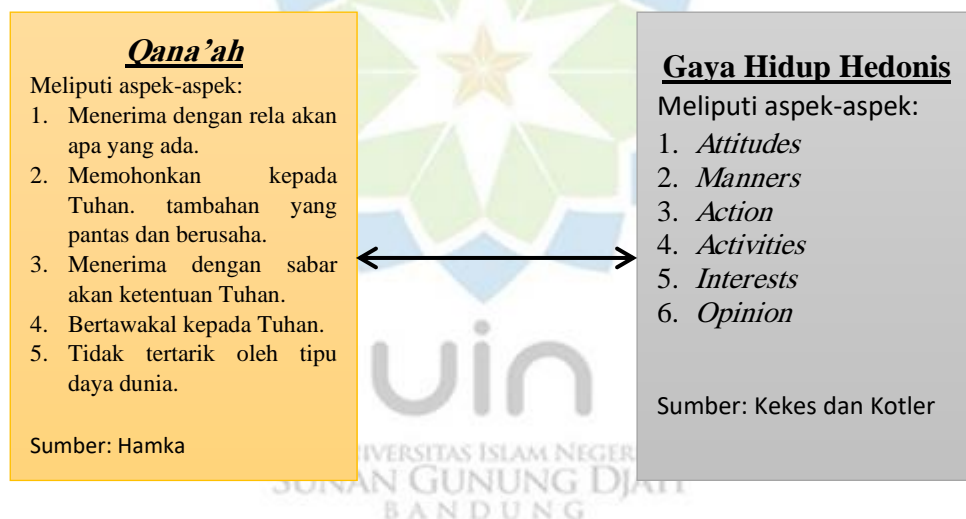 Qana'ah
Meliputi aspek-aspek:
1. Menerima dengan rela akan
apa yang ada.
2. Memohonkan kepada
Tuhan. tambahan yang
pantas dan berusaha.
3. Menerima dengan sabar
akan ketentuan Tuhan.
4. Bertawakal kepada Tuhan.
5. Tidak tertarik oleh tipu
daya dunia.
Sumber: Hamka
Gaya Hidup Hedonis
Meliputi aspek-aspek:
1. Attitudes
2. Manners
3. Action
4. Activities
5. Interests
6. Opinion
Sumber: Kekes dan Kotler
uin
IVERSITAS ISLAM NEGER
SUNAN GUNUNG DJATI
BANDUNG